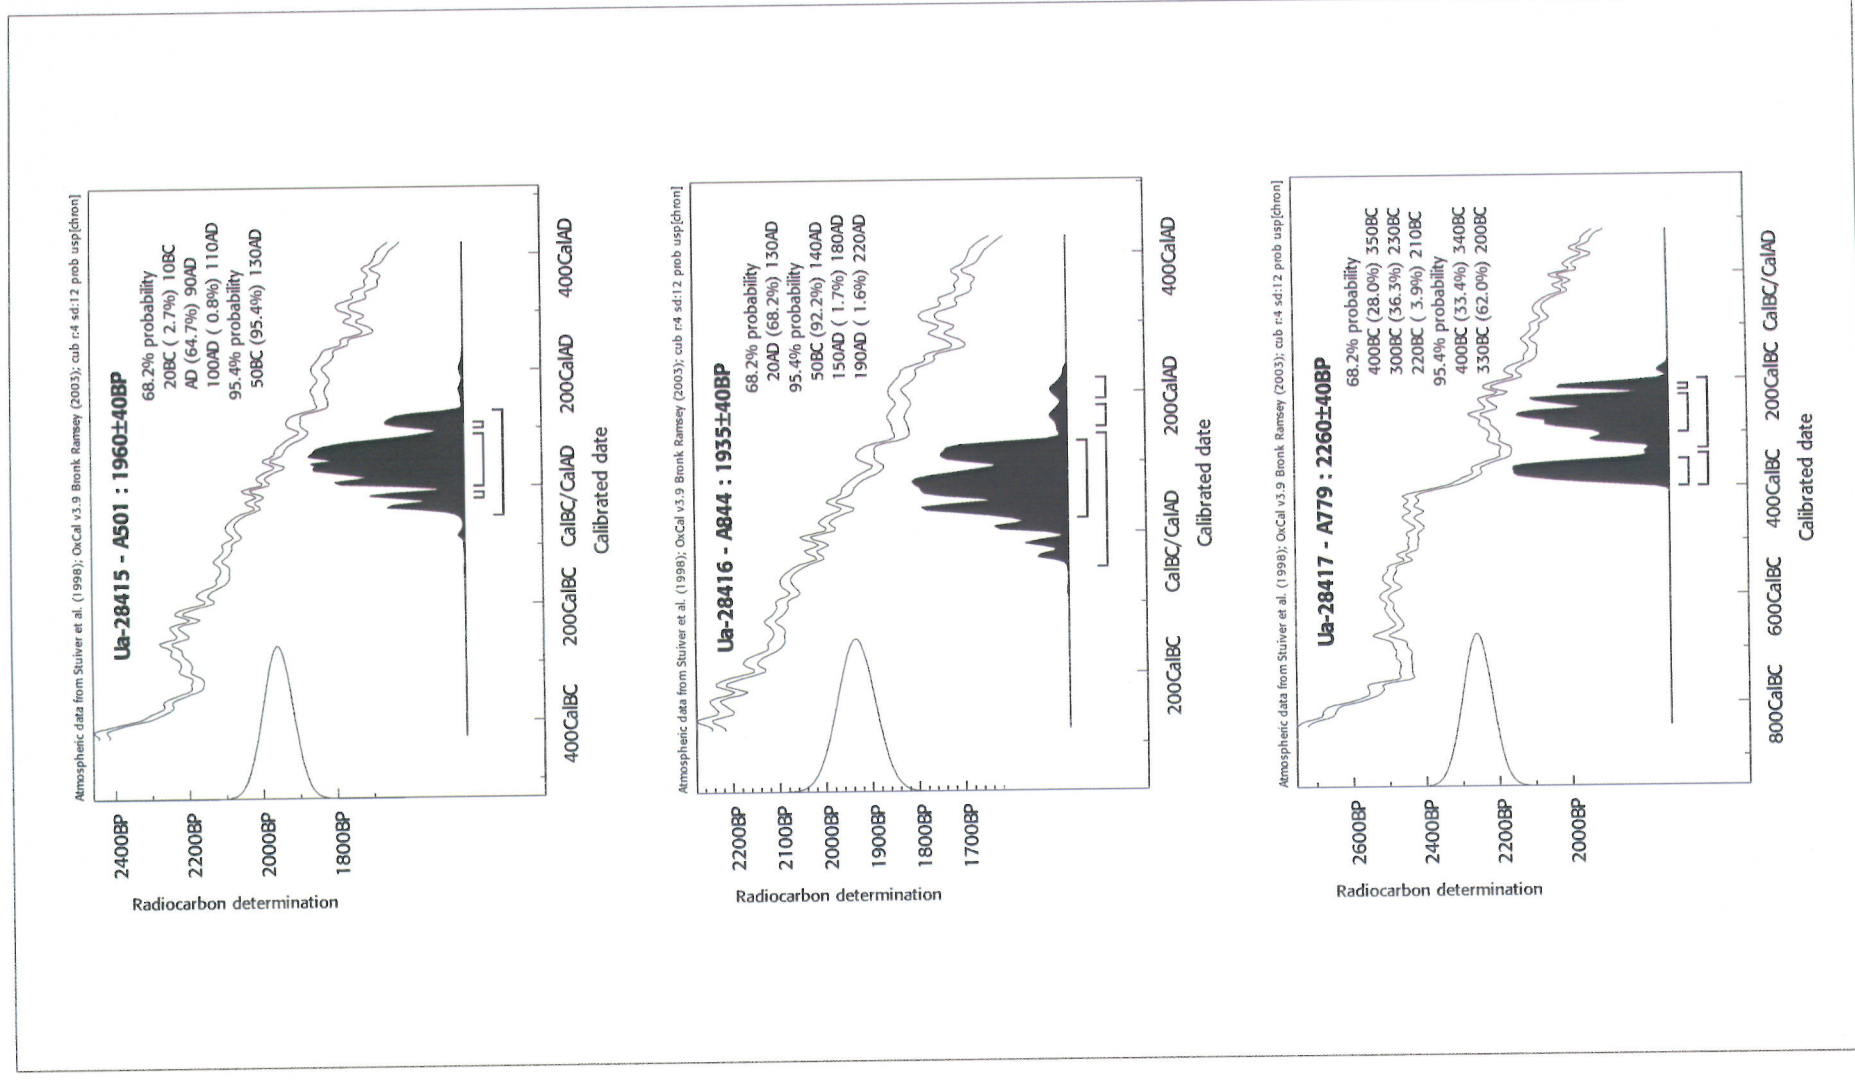 Atmospheric data from Stuiver et al. (1998); OxCal v3.9 Bronk Ramsey (2003); cub r:4 sd:12 prob usp[chron]
Ua-28415 - A501 : 1960±40BP
68.2% probability
20BC ( 2.7%) 10BC
AD (64.7%) 90AD
100AD ( 0.8%) 110AD
95.4% probability
50BC (95.4%) 130AD
2400BP
2200BP
2000BP
1800BP
Radiocarbon determination
400CalBC 200CalBC CalBC/CalAD 200CalAD 400CalAD
Calibrated date
Atmospheric data from Stuiver et al. (1998); OxCal v3.9 Bronk Ramsey (2003); cub r:4 sd:12 prob usp[chron]
Ua-28416 - A844 : 1935±40BP
68.2% probability
20AD (68.2%) 130AD
95.4% probability
50BC (92.2%) 140AD
150AD ( 1.7%) 180AD
190AD ( 1.6%) 220AD
2200BP
2100BP
2000BP
1900BP
1800BP
1700BP
Radiocarbon determination
200CalBC CalBC/CalAD 200CalAD 400CalAD
Calibrated date
Atmospheric data from Stuiver et al. (1998); OxCal v3.9 Bronk Ramsey (2003); cub r:4 sd:12 prob usp[chron]
Ua-28417 - A779 : 2260±40BP
68.2% probability
400BC (28.0%) 350BC
300BC (36.3%) 230BC
220BC ( 3.9%) 210BC
95.4% probability
400BC (33.4%) 340BC
330BC (62.0%) 200BC
2600BP
2400BP
2200BP
2000BP
Radiocarbon determination
800CalBC 600CalBC 400CalBC 200CalBC CalBC/CalAD
Calibrated date